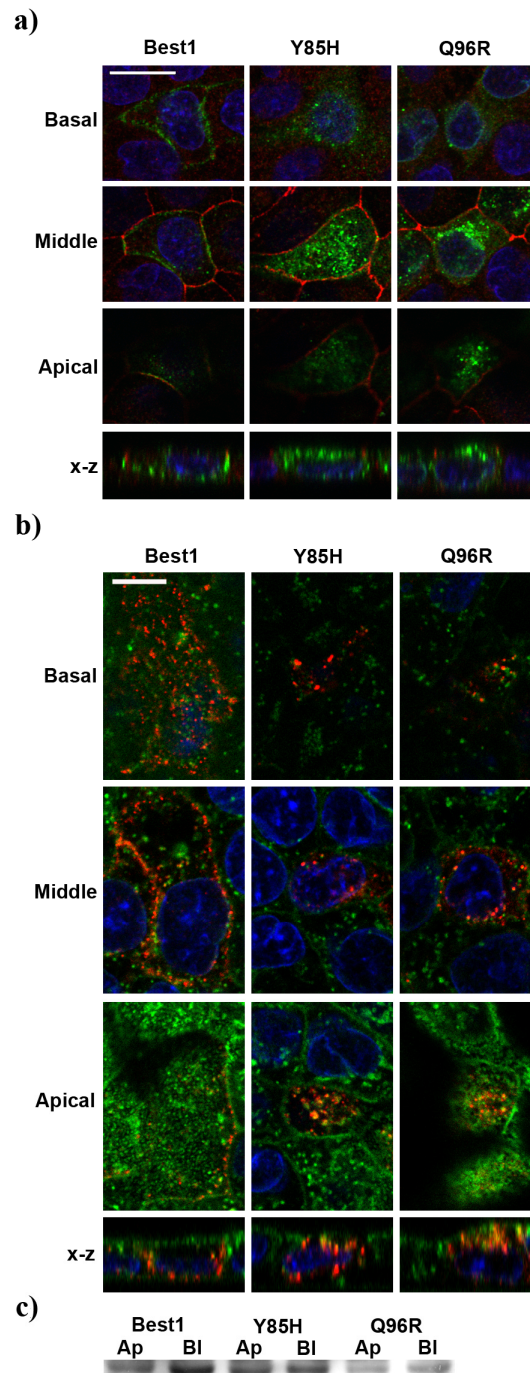 a)
Best1 Y85H Q96R
Basal
Middle
Apical
x-z
b)
Best1 Y85H Q96R
Basal
Middle
Apical
x-z
c)
Best1 Y85H Q96R
Ap Bl Ap Bl Ap Bl